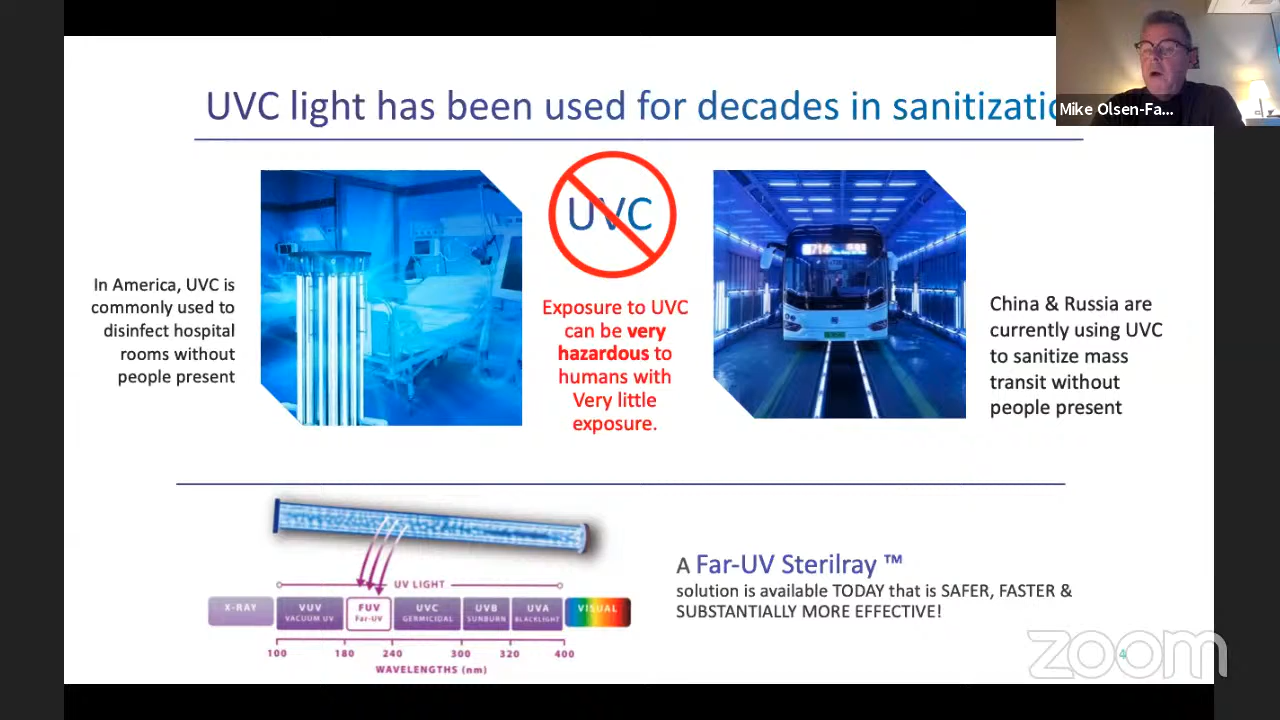 UVC light has been used for decades in sanitizatio
Mike Olsen-Fa...
In America, UVC is
commonly used to
disinfect hospital
rooms without
people present
UVC
Exposure to UVC
can be very
hazardous to
humans with
Very little
exposure.
China & Russia are
currently using UVC
to sanitize mass
transit without
people present
UV LIGHT
X-RAY
VUV
VACUUM UV
FUV
Far-UV
UVC
GERMICIDAL
UVB
SUNBURN
UVA
BLACKLIGHT
VISUAL
100 180 240 300 320 400
WAVELENGTHS (nm)
A Far-UV Sterilray ™
solution is available TODAY that is SAFER, FASTER &
SUBSTANTIALLY MORE EFFECTIVE!
zoom
4